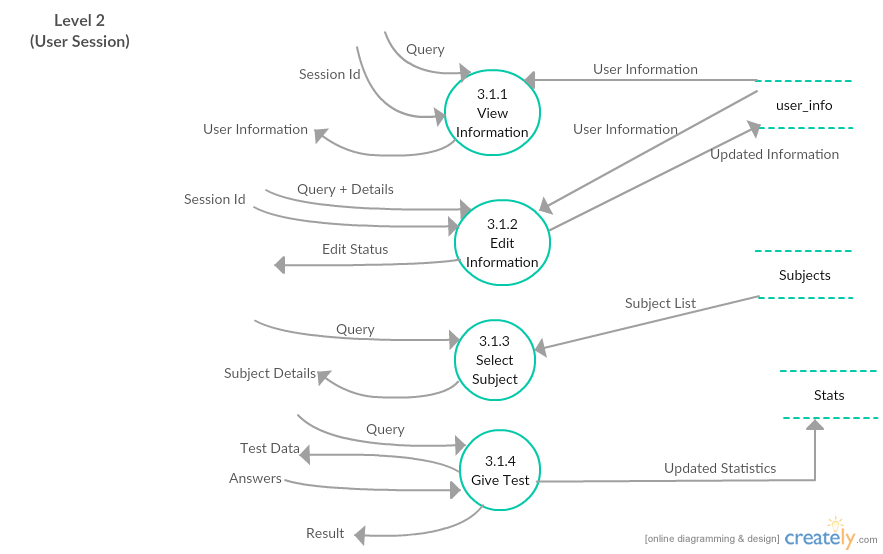 Level 2
(User Session)
Query
Session Id
User Information
3.1.1
View
Information
User Information
user_info
User Information
Updated Information
Query + Details
Session Id
Edit Status
3.1.2
Edit
Information
Subjects
Subject List
Query
Subject Details
3.1.3
Select
Subject
Stats
Query
Test Data
Answers
3.1.4
Give Test
Updated Statistics
Result
[online diagramming & design] creately.com